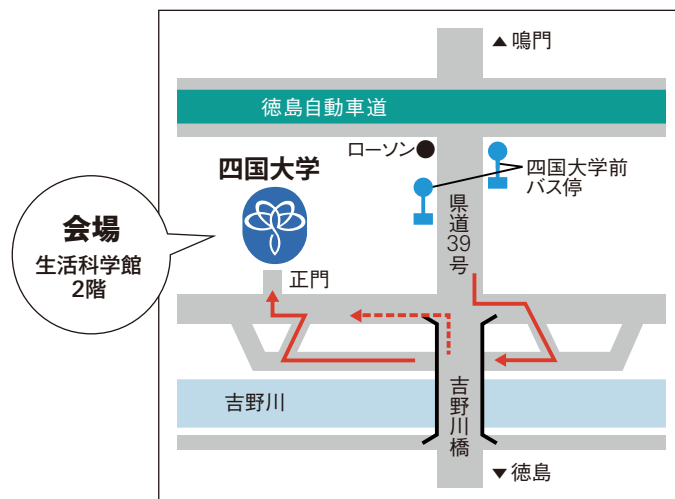 ▲鳴門
徳島自動車道
ローソン
四国大学前
バス停
四国大学
県道39号
会場
生活科学館
2階
正門
吉野川
吉野川橋
▼徳島